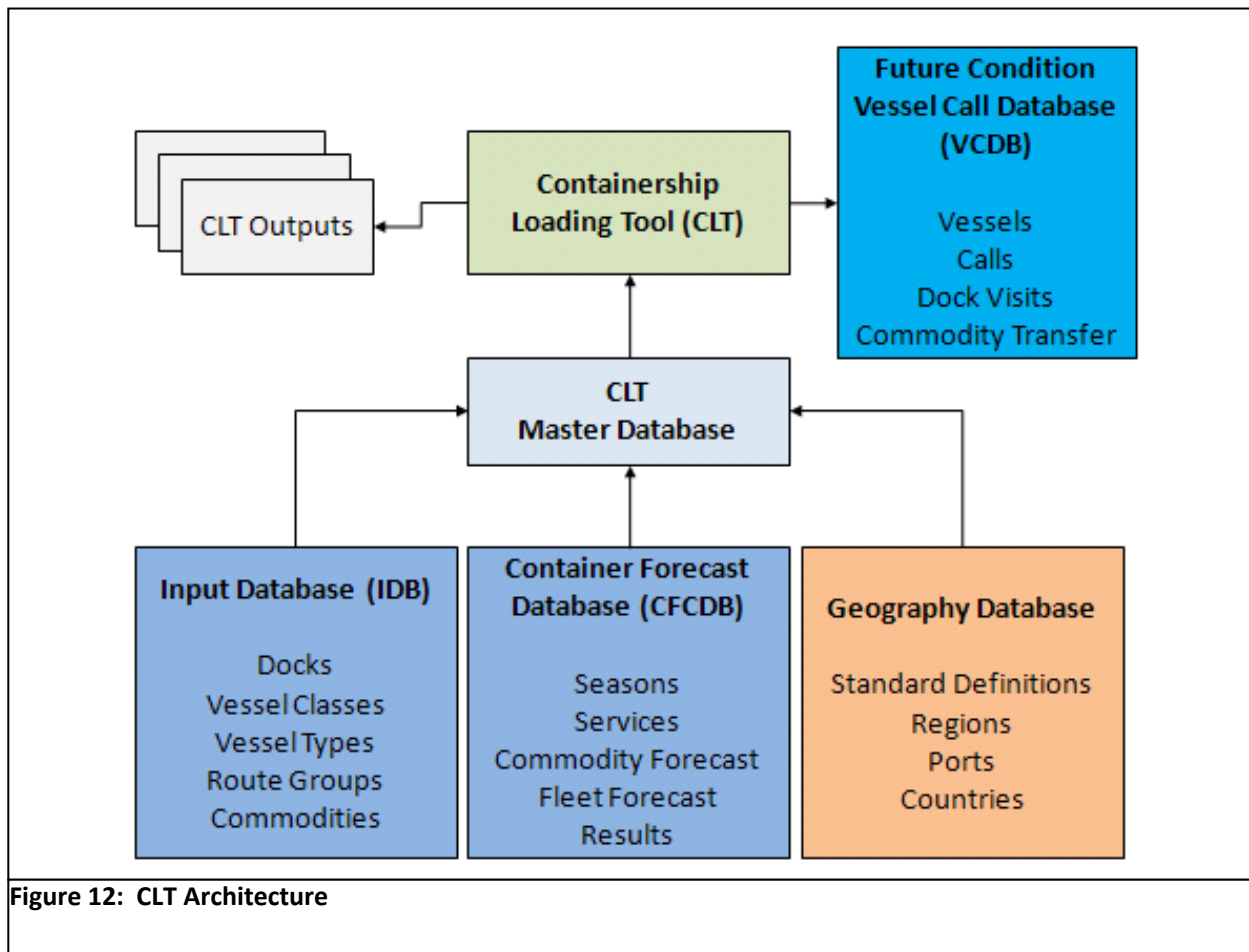 Future Condition
Vessel Call Database
(VCDB)
Vessels
Calls
Dock Visits
Commodity Transfer
Containership
Loading Tool (CLT)
CLT Outputs
CLT
Master Database
Input Database (IDB)
Docks
Vessel Classes
Vessel Types
Route Groups
Commodities
Container Forecast
Database (CFCDB)
Seasons
Services
Commodity Forecast
Fleet Forecast
Results
Geography Database
Standard Definitions
Regions
Ports
Countries
Figure 12: CLT Architecture